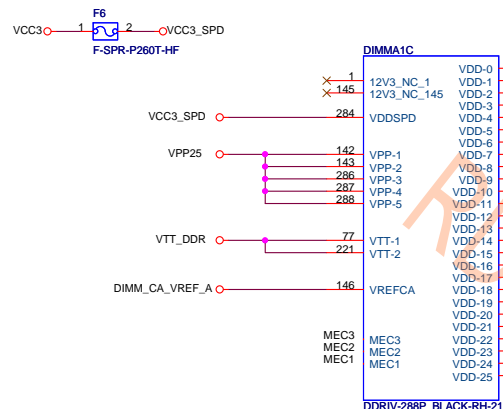 F6
VCC3 1 2 VCC3_SPD
F-SPR-P260T-HF
DIMMA1C
1 12V3_NC_1
145 12V3_NC_145
VCC3_SPD 284 VDDSPD
VPP25 142 VPP-1
143 VPP-2
286 VPP-3
287 VPP-4
288 VPP-5
VTT_DDR 77 VTT-1
221 VTT-2
DIMM_CA_VREF_A 146 VREFCA
MEC3 MEC3
MEC2 MEC2
MEC1 MEC1
VDD-0
VDD-1
VDD-2
VDD-3
VDD-4
VDD-5
VDD-6
VDD-7
VDD-8
VDD-9
VDD-10
VDD-11
VDD-12
VDD-13
VDD-14
VDD-15
VDD-16
VDD-17
VDD-18
VDD-19
VDD-20
VDD-21
VDD-22
VDD-23
VDD-24
VDD-25
DDRIV-288P_BLACK-RH-21